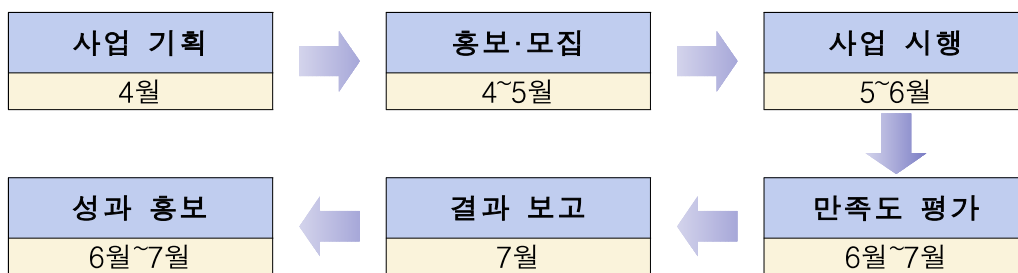 사업 기획
4월
홍보·모집
4~5월
사업 시행
5~6월
만족도 평가
6월~7월
결과 보고
7월
성과 홍보
6월~7월